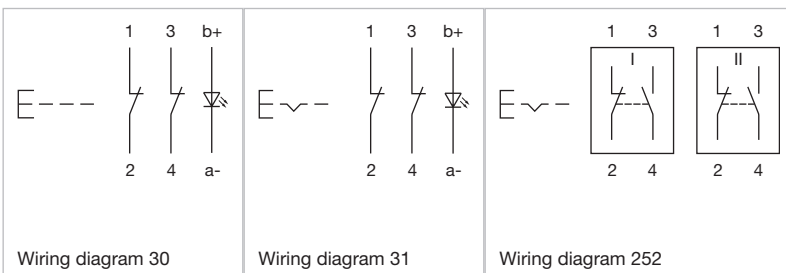 1 3 b+
2 4 a-
Wiring diagram 30
1 3 b+
2 4 a-
Wiring diagram 31
1 3 1 3
I II
2 4 2 4
Wiring diagram 252